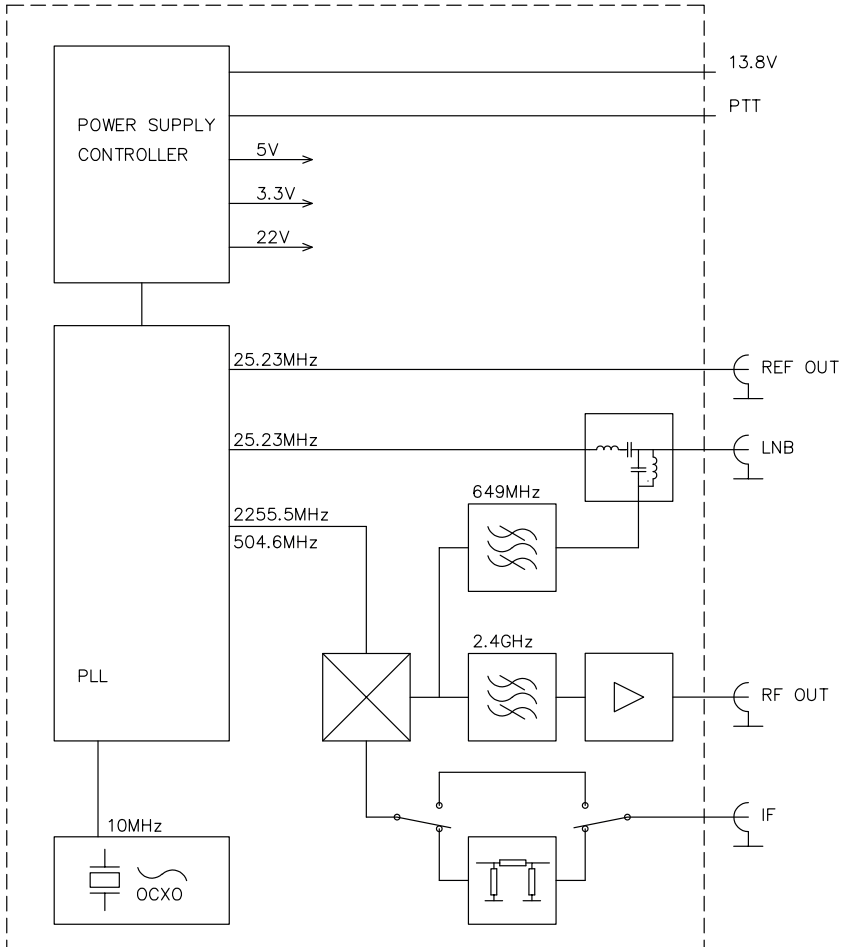 13.8V
PTT
POWER SUPPLY
CONTROLLER
5V
3.3V
22V
25.23MHz
REF OUT
25.23MHz
LNB
649MHz
2255.5MHz
504.6MHz
2.4GHz
PLL
RF OUT
10MHz
IF
OCXO